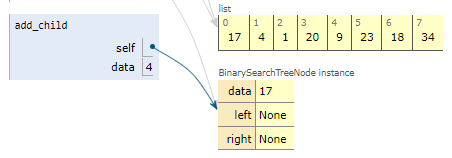 list
0 1 2 3 4 5 6 7
17 4 1 20 9 23 18 34
add_child
self
data 4
BinarySearchTreeNode instance
data 17
left None
right None